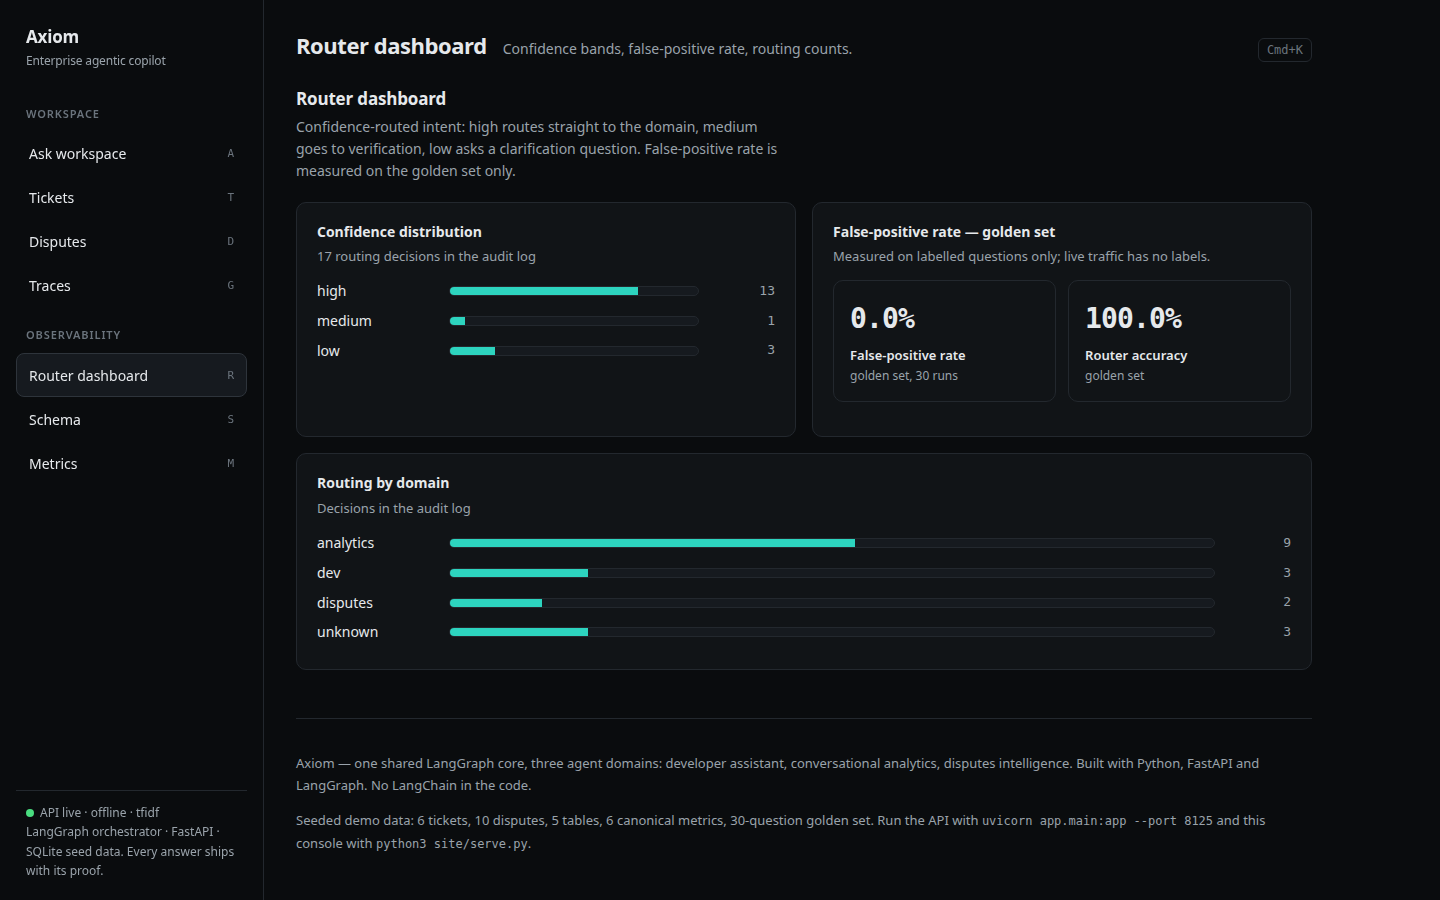 Axiom
Enterprise agentic copilot
WORKSPACE
Ask workspace A
Tickets T
Disputes D
Traces G
OBSERVABILITY
Router dashboard R
Schema S
Metrics M
API live · offline · tfidf
LangGraph orchestrator · FastAPI ·
SQLite seed data. Every answer ships
with its proof.
Router dashboard Confidence bands, false-positive rate, routing counts. Cmd+K
Router dashboard
Confidence-routed intent: high routes straight to the domain, medium
goes to verification, low asks a clarification question. False-positive rate is
measured on the golden set only.
Confidence distribution
17 routing decisions in the audit log
high 13
medium 1
low 3
False-positive rate — golden set
Measured on labelled questions only; live traffic has no labels.
0.0%
False-positive rate
golden set, 30 runs
100.0%
Router accuracy
golden set
Routing by domain
Decisions in the audit log
analytics 9
dev 3
disputes 2
unknown 3
Axiom — one shared LangGraph core, three agent domains: developer assistant, conversational analytics, disputes intelligence. Built with Python, FastAPI and
LangGraph. No LangChain in the code.
Seeded demo data: 6 tickets, 10 disputes, 5 tables, 6 canonical metrics, 30-question golden set. Run the API with uvicorn app.main:app --port 8125 and this
console with python3 site/serve.py.